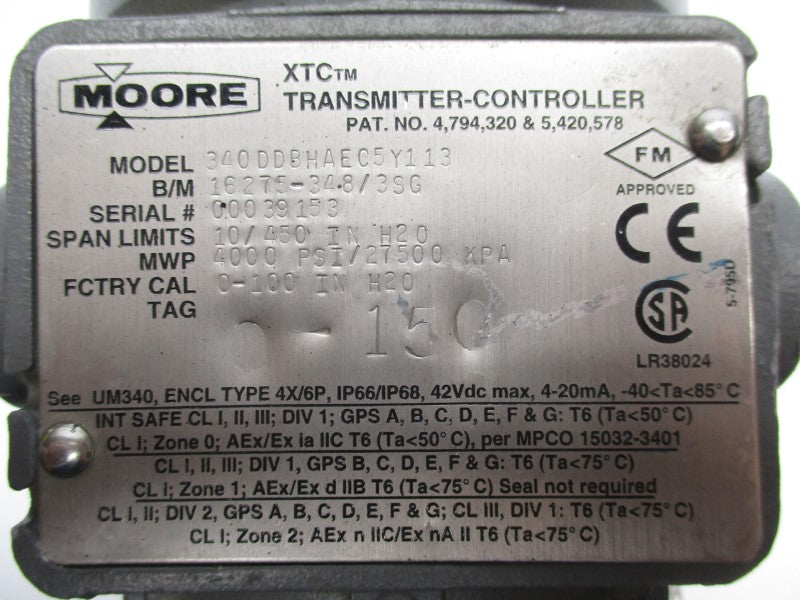 MOORE
XTC™
TRANSMITTER-CONTROLLER
PAT. NO. 4,794,320 & 5,420,578
MODEL 340DDBHAEC5Y113
B/M 16275-348/3SG
SERIAL # 00039153
SPAN LIMITS 10/450 IN H2O
MWP 4000 PSI/27500 KPA
FCTRY CAL 0-100 IN H2O
TAG 0-150
FM
APPROVED
CE
5-795D
SA
LR38024
See UM340, ENCL TYPE 4X/6P, IP66/IP68, 42Vdc max, 4-20mA, -40<Ta<85°C
INT SAFE CL I, II, III; DIV 1; GPS A, B, C, D, E, F & G: T6 (Ta<50°C)
CL I; Zone 0; AEx/Ex ia IIC T6 (Ta<50°C), per MPCO 15032-3401
CL I, II, III; DIV 1, GPS B, C, D, E, F & G: T6 (Ta<75°C)
CL I; Zone 1; AEx/Ex d IIB T6 (Ta<75°C) Seal not required
CL I, II; DIV 2, GPS A, B, C, D, E, F & G; CL III, DIV 1: T6 (Ta<75°C)
CL I; Zone 2; AEx n IIC/Ex nA II T6 (Ta<75°C)